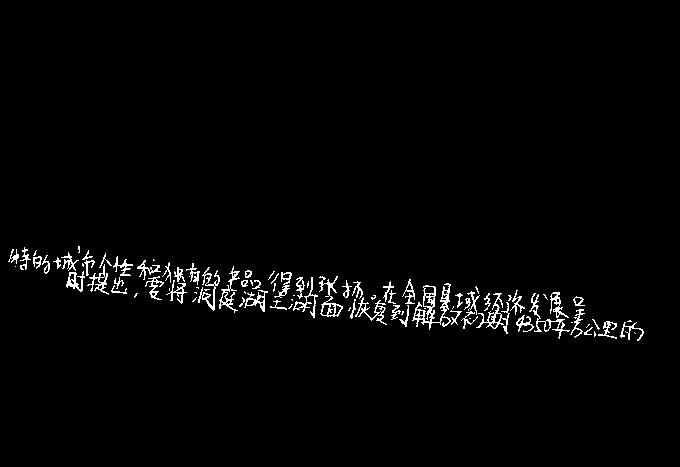 特的城市个性和独有的产品得到张扬。在全国县域经济发展
时提出,要将洞庭湖呈湖面恢复到解放初期4350平方公里的